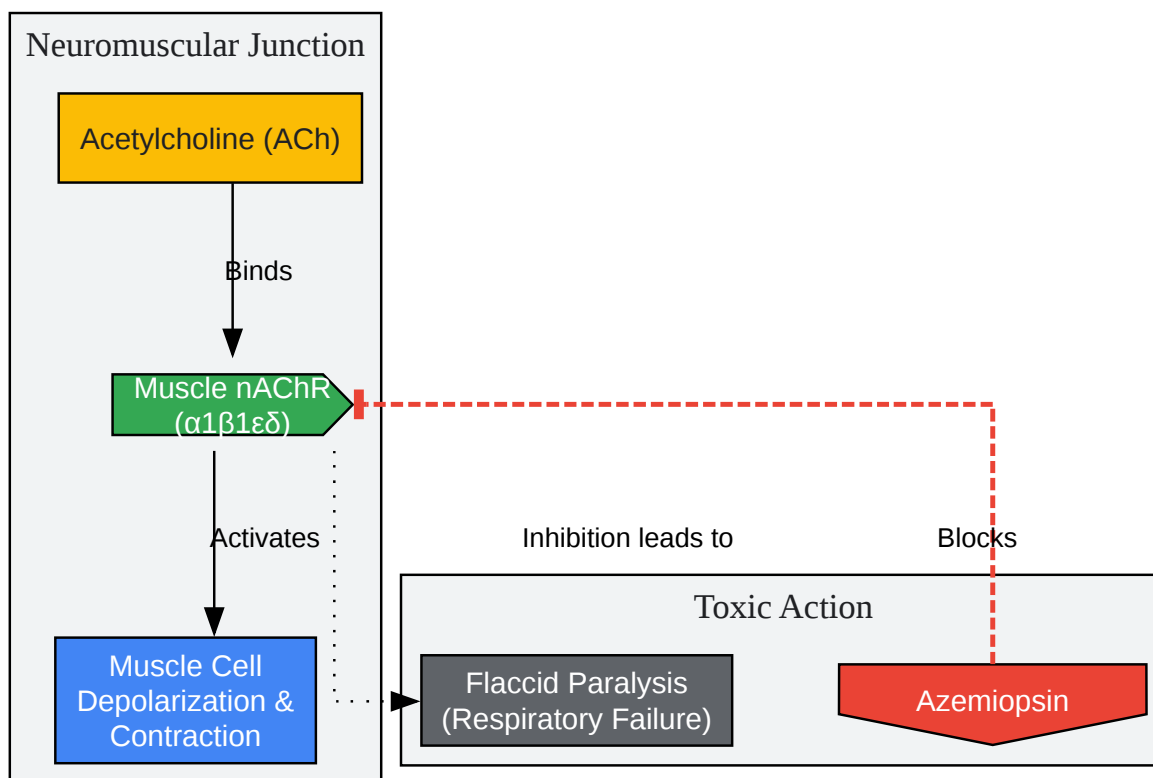 Neuromuscular Junction
Acetylcholine (ACh)
Binds
Muscle nAChR
(α1β1εδ)
Activates
Inhibition leads to
Blocks
Toxic Action
Muscle Cell
Depolarization &
Contraction
Flaccid Paralysis
(Respiratory Failure)
Azemiopsin